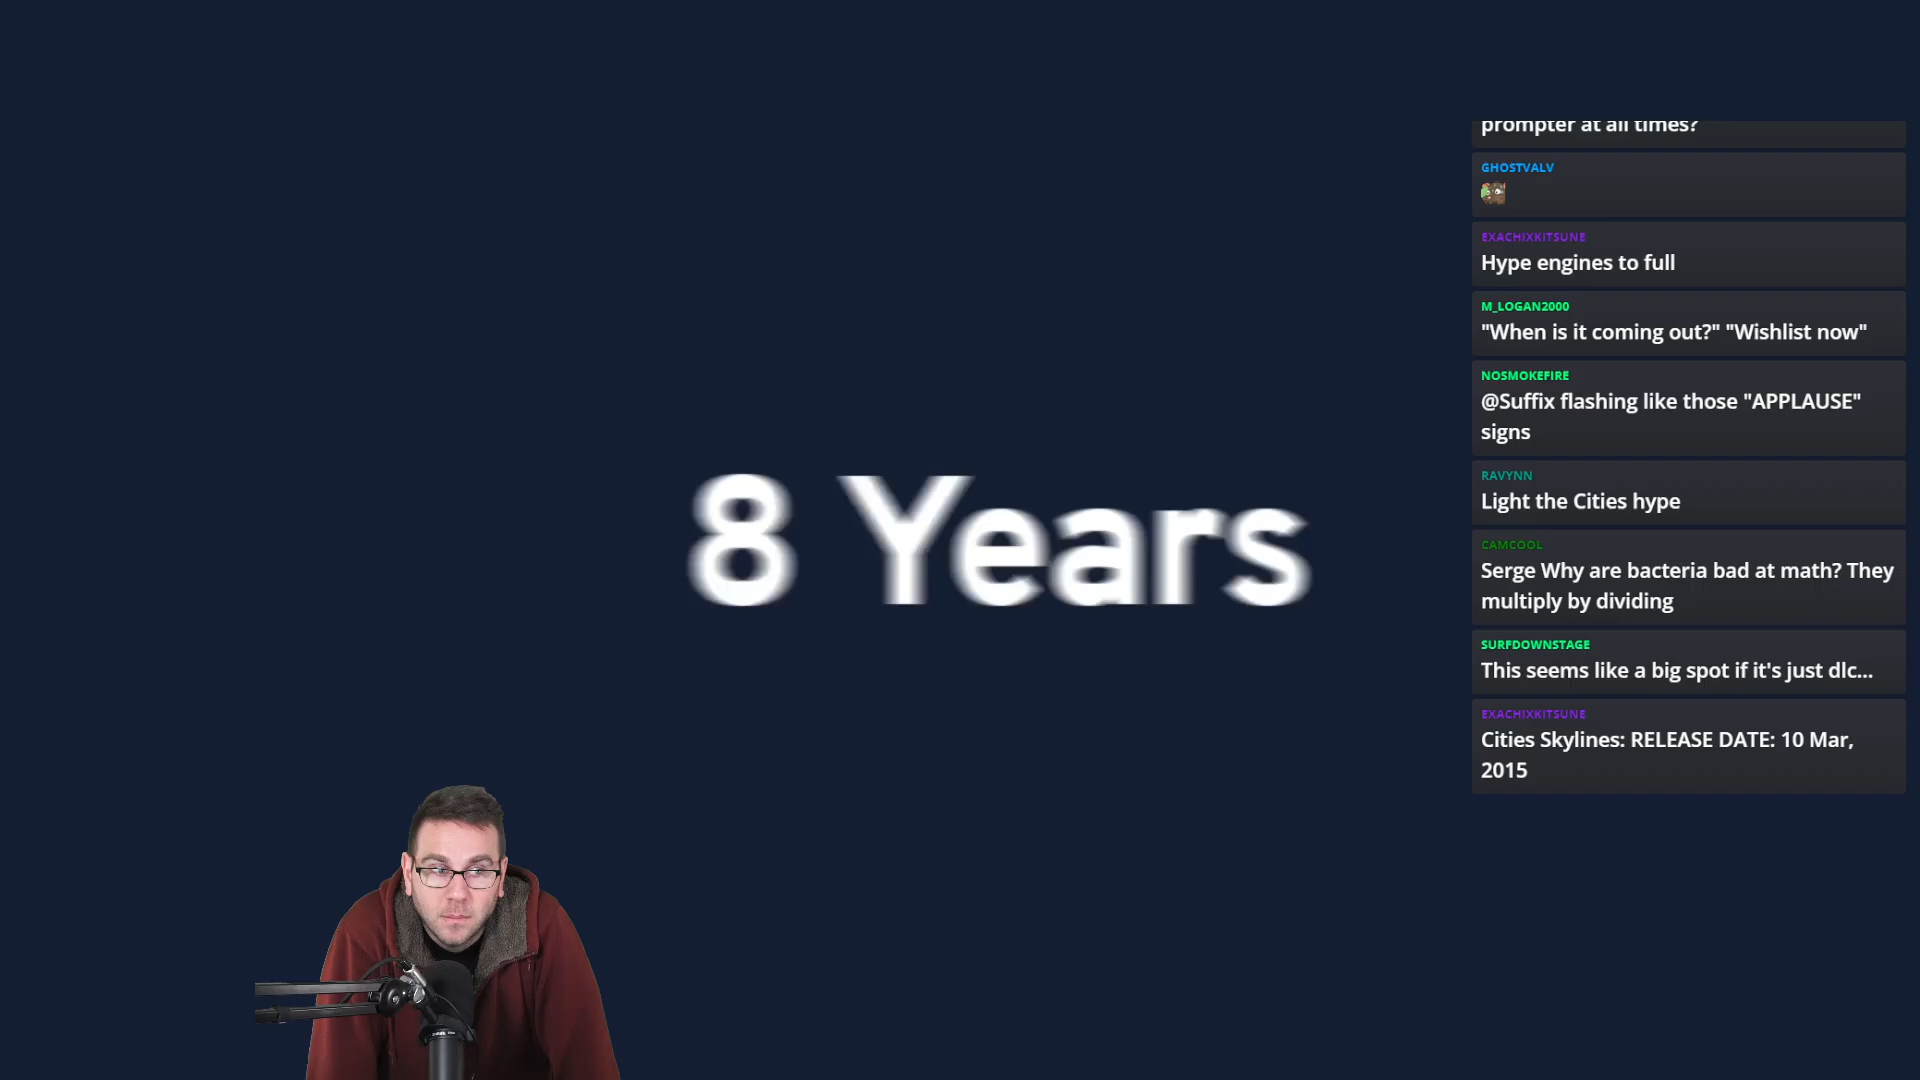 8 Years
prompter at all times?
GHOSTVALV
EXACHIXKITSUNE
Hype engines to full
M_LOGAN2000
"When is it coming out?" "Wishlist now"
NOSMOKEFIRE
@Suffix flashing like those "APPLAUSE"
signs
RAVYNN
Light the Cities hype
CAMCOOL
Serge Why are bacteria bad at math? They
multiply by dividing
SURFDOWNSTAGE
This seems like a big spot if it's just dlc...
EXACHIXKITSUNE
Cities Skylines: RELEASE DATE: 10 Mar,
2015